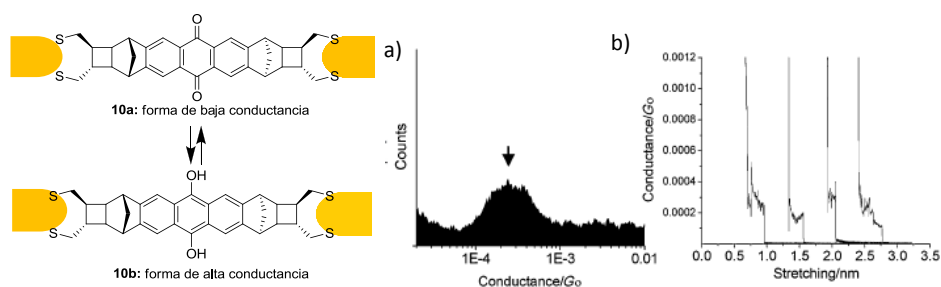 O
S
S
S
S
O
10a: forma de baja conductancia
OH
S
S
S
S
OH
10b: forma de alta conductancia
a)
Counts
1E-4
1E-3
0.01
Conductance/Go
b)
Conductance/Go
0.0012
0.0010
0.0008
0.0006
0.0004
0.0002
0.0 0.5 1.0 1.5 2.0 2.5 3.0 3.5
Stretching/nm